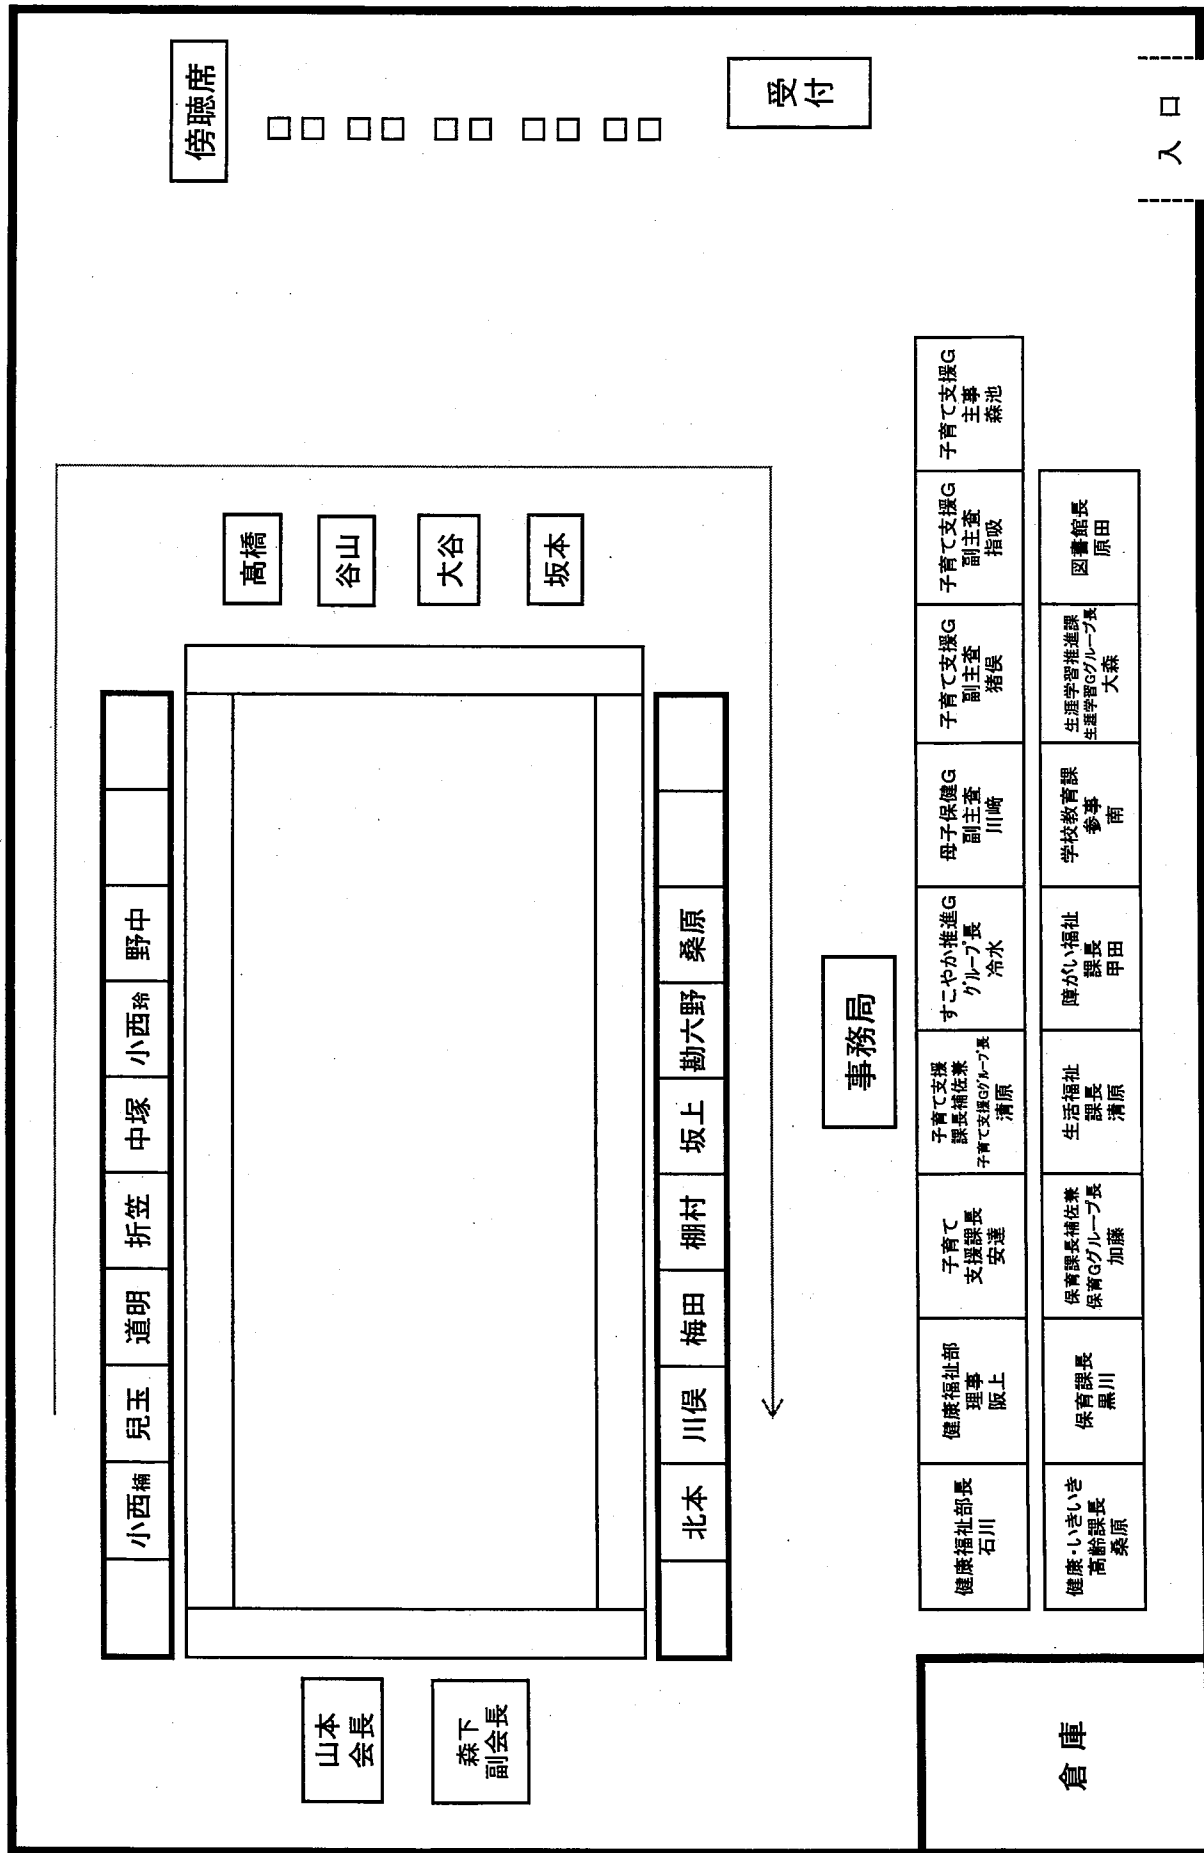 傍聴席
受付
入口
髙橋
谷山
大谷
坂本
野中
小西玲
中塚
折笠
道明
兒玉
小西楠
桑原
勘六野
坂上
棚村
梅田
川俣
北本
山本
会長
森下
副会長
事務局
子育て支援G
主事
森池
子育て支援G
副主査
指吸
子育て支援G
副主査
猪俣
母子保健G
副主査
川﨑
すこやか推進G
グループ長
冷水
子育て支援
課長補佐兼
子育て支援Gグループ長
清原
子育て
支援課長
安達
健康福祉部
理事
阪上
健康福祉部長
石川
図書館長
原田
生涯学習推進課
生涯学習Gグループ長
大森
学校教育課
参事
南
障がい福祉
課長
甲田
生活福祉
課長
清原
保育課長補佐兼
保育Gグループ長
加藤
保育課長
黒川
健康・いきいき
高齢課長
桑原
倉庫